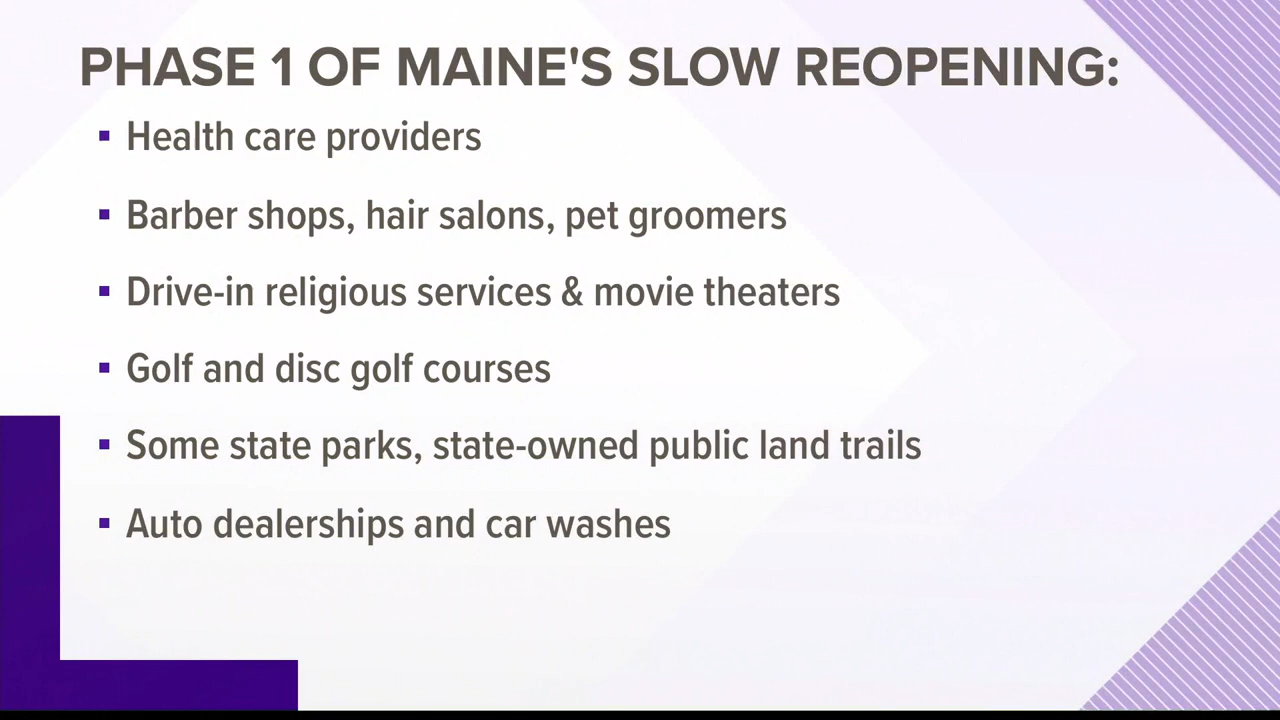 PHASE 1 OF MAINE'S SLOW REOPENING:
▪ Health care providers
▪ Barber shops, hair salons, pet groomers
▪ Drive-in religious services & movie theaters
▪ Golf and disc golf courses
▪ Some state parks, state-owned public land trails
▪ Auto dealerships and car washes